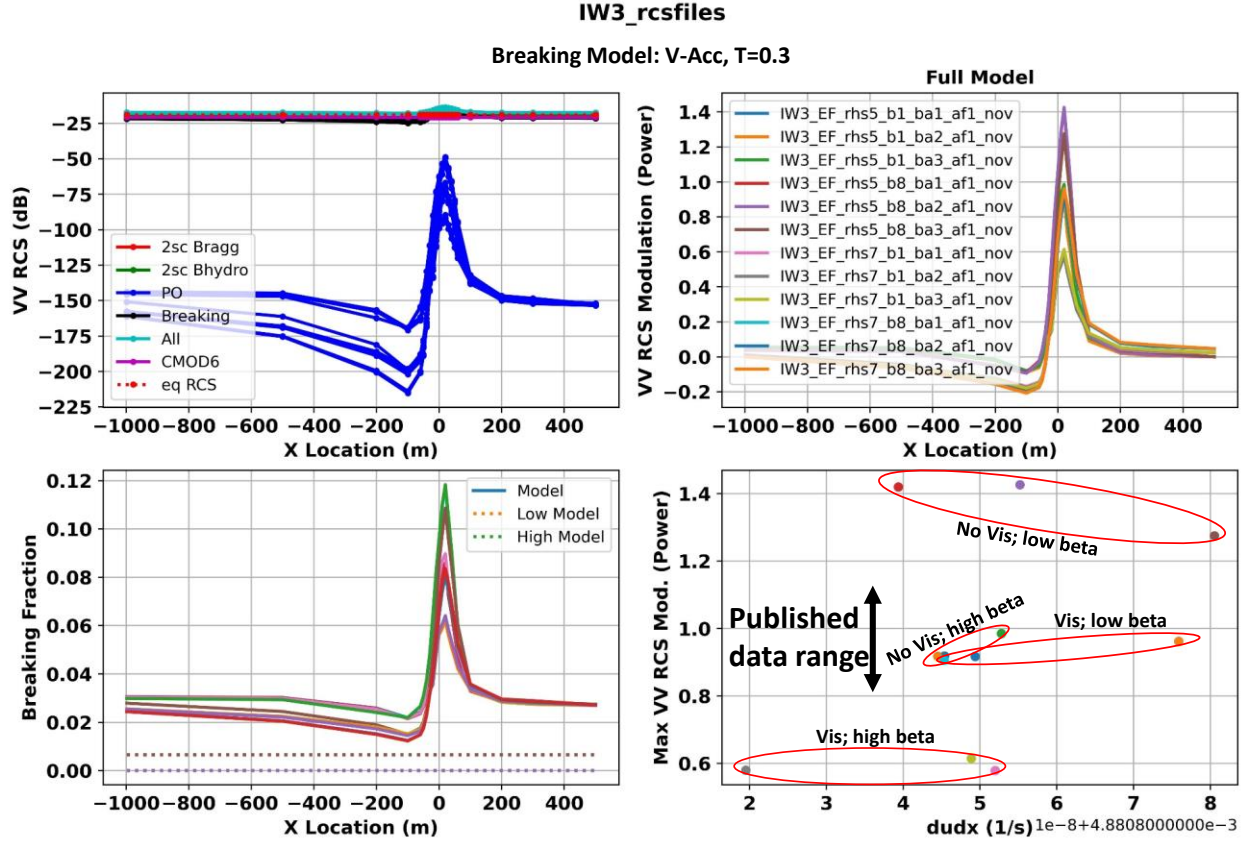 IW3_rcsfiles
Breaking Model: V-Acc, T=0.3
VV RCS (dB)
−25
−50
−75
−100
−125
−150
−175
−200
−225
2sc Bragg
2sc Bhydro
PO
Breaking
All
CMOD6
eq RCS
−1000 −800 −600 −400 −200 0 200 400
X Location (m)
Full Model
VV RCS Modulation (Power)
1.4
1.2
1.0
0.8
0.6
0.4
0.2
0.0
−0.2
IW3_EF_rhs5_b1_ba1_af1_nov
IW3_EF_rhs5_b1_ba2_af1_nov
IW3_EF_rhs5_b1_ba3_af1_nov
IW3_EF_rhs5_b8_ba1_af1_nov
IW3_EF_rhs5_b8_ba2_af1_nov
IW3_EF_rhs5_b8_ba3_af1_nov
IW3_EF_rhs7_b1_ba1_af1_nov
IW3_EF_rhs7_b1_ba2_af1_nov
IW3_EF_rhs7_b1_ba3_af1_nov
IW3_EF_rhs7_b8_ba1_af1_nov
IW3_EF_rhs7_b8_ba2_af1_nov
IW3_EF_rhs7_b8_ba3_af1_nov
−1000 −800 −600 −400 −200 0 200 400
X Location (m)
Breaking Fraction
0.12
0.10
0.08
0.06
0.04
0.02
0.00
Model
Low Model
High Model
−1000 −800 −600 −400 −200 0 200 400
X Location (m)
Max VV RCS Mod. (Power)
1.4
1.2
1.0
0.8
0.6
No Vis; low beta
Published
data range
No Vis; high beta
Vis; low beta
Vis; high beta
2 3 4 5 6 7 8
dudx (1/s)
1e−8+4.8808000000e−3